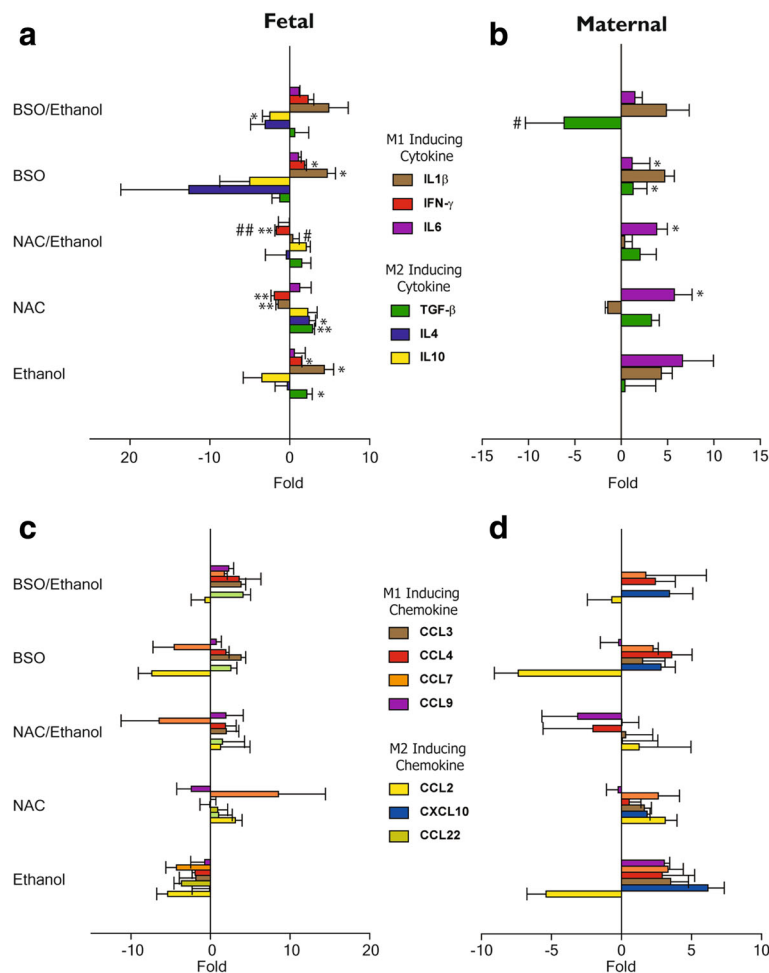 Fetal
a
BSO/Ethanol
*
BSO
*
*
NAC/Ethanol
## **
#
NAC
**
**
*
**
Ethanol
*
*
*
20 -10 0 10
Fold
M1 Inducing
Cytokine
IL1β
IFN-γ
IL6
M2 Inducing
Cytokine
TGF-β
IL4
IL10
Maternal
b
#
*
*
*
*
-15 -10 -5 0 5 10 15
Fold
c
BSO/Ethanol
BSO
NAC/Ethanol
NAC
Ethanol
-10 0 10 20
Fold
M1 Inducing
Chemokine
CCL3
CCL4
CCL7
CCL9
M2 Inducing
Chemokine
CCL2
CXCL10
CCL22
d
-10 -5 0 5 10
Fold